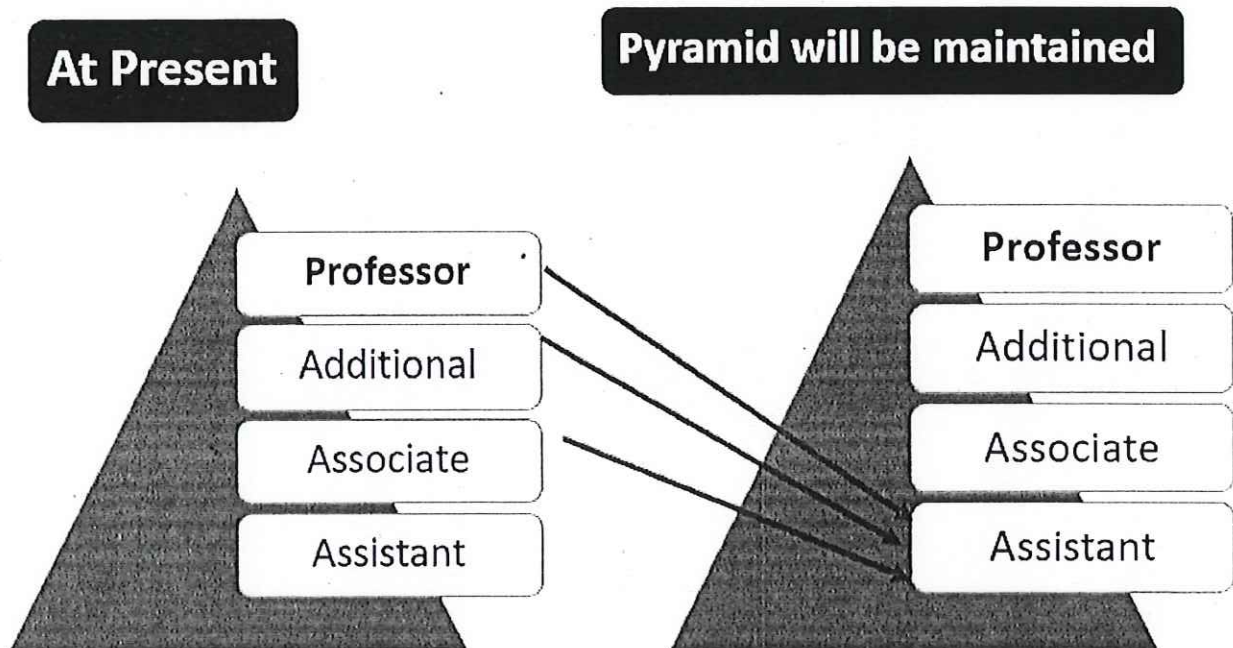 At Present
Professor
Additional
Associate
Assistant
Pyramid will be maintained
Professor
Additional
Associate
Assistant